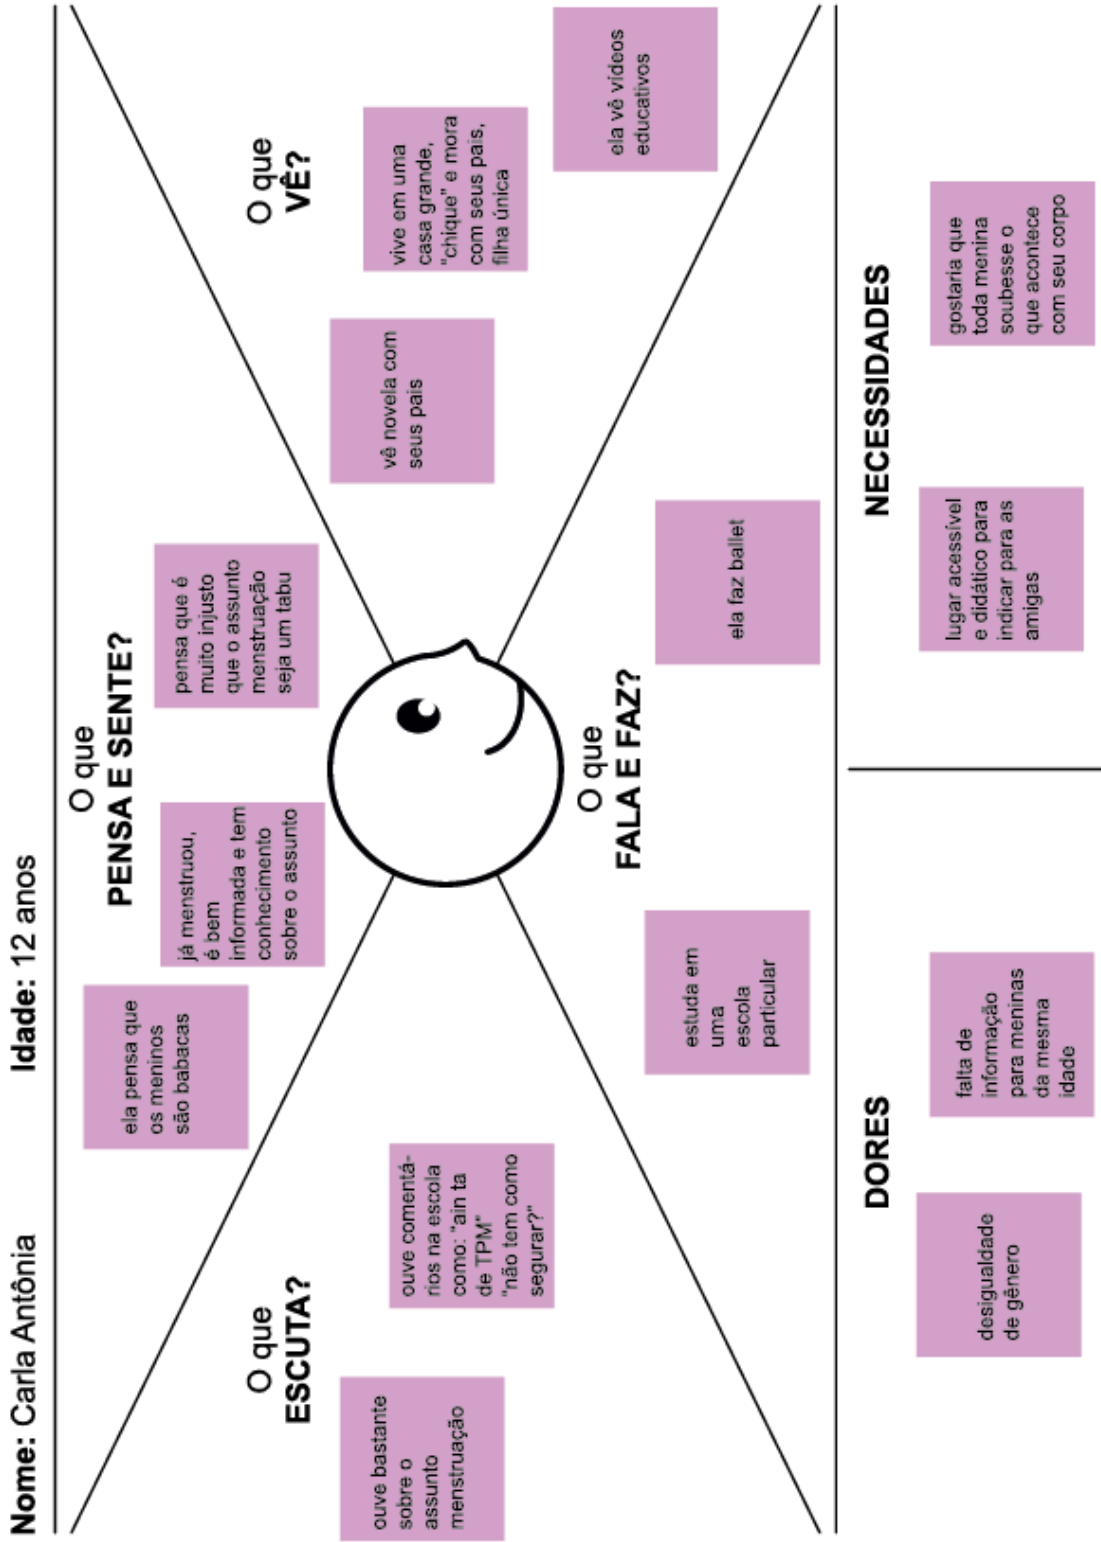 Nome: Carla Antônia Idade: 12 anos
O que
PENSA E SENTE?
ela pensa que
os meninos
são babacas
já menstruou,
é bem
informada e tem
conhecimento
sobre o assunto
pensa que é
muito injusto
que o assunto
menstruação
seja um tabu
O que
ESCUTA?
ouve bastante
sobre o
assunto
menstruação
ouve comentá-
rios na escola
como: "ain ta
de TPM"
"não tem como
segurar?"
O que
VÊ?
vê novela com
seus pais
vive em uma
casa grande,
"chique" e mora
com seus pais,
filha única
ela vê vídeos
educativos
O que
FALA E FAZ?
estuda em
uma
escola
particular
ela faz ballet
DORES
desigualdade
de gênero
falta de
informação
para meninas
da mesma
idade
NECESSIDADES
lugar acessível
e didático para
indicar para as
amigas
gostaria que
toda menina
soubesse o
que acontece
com seu corpo